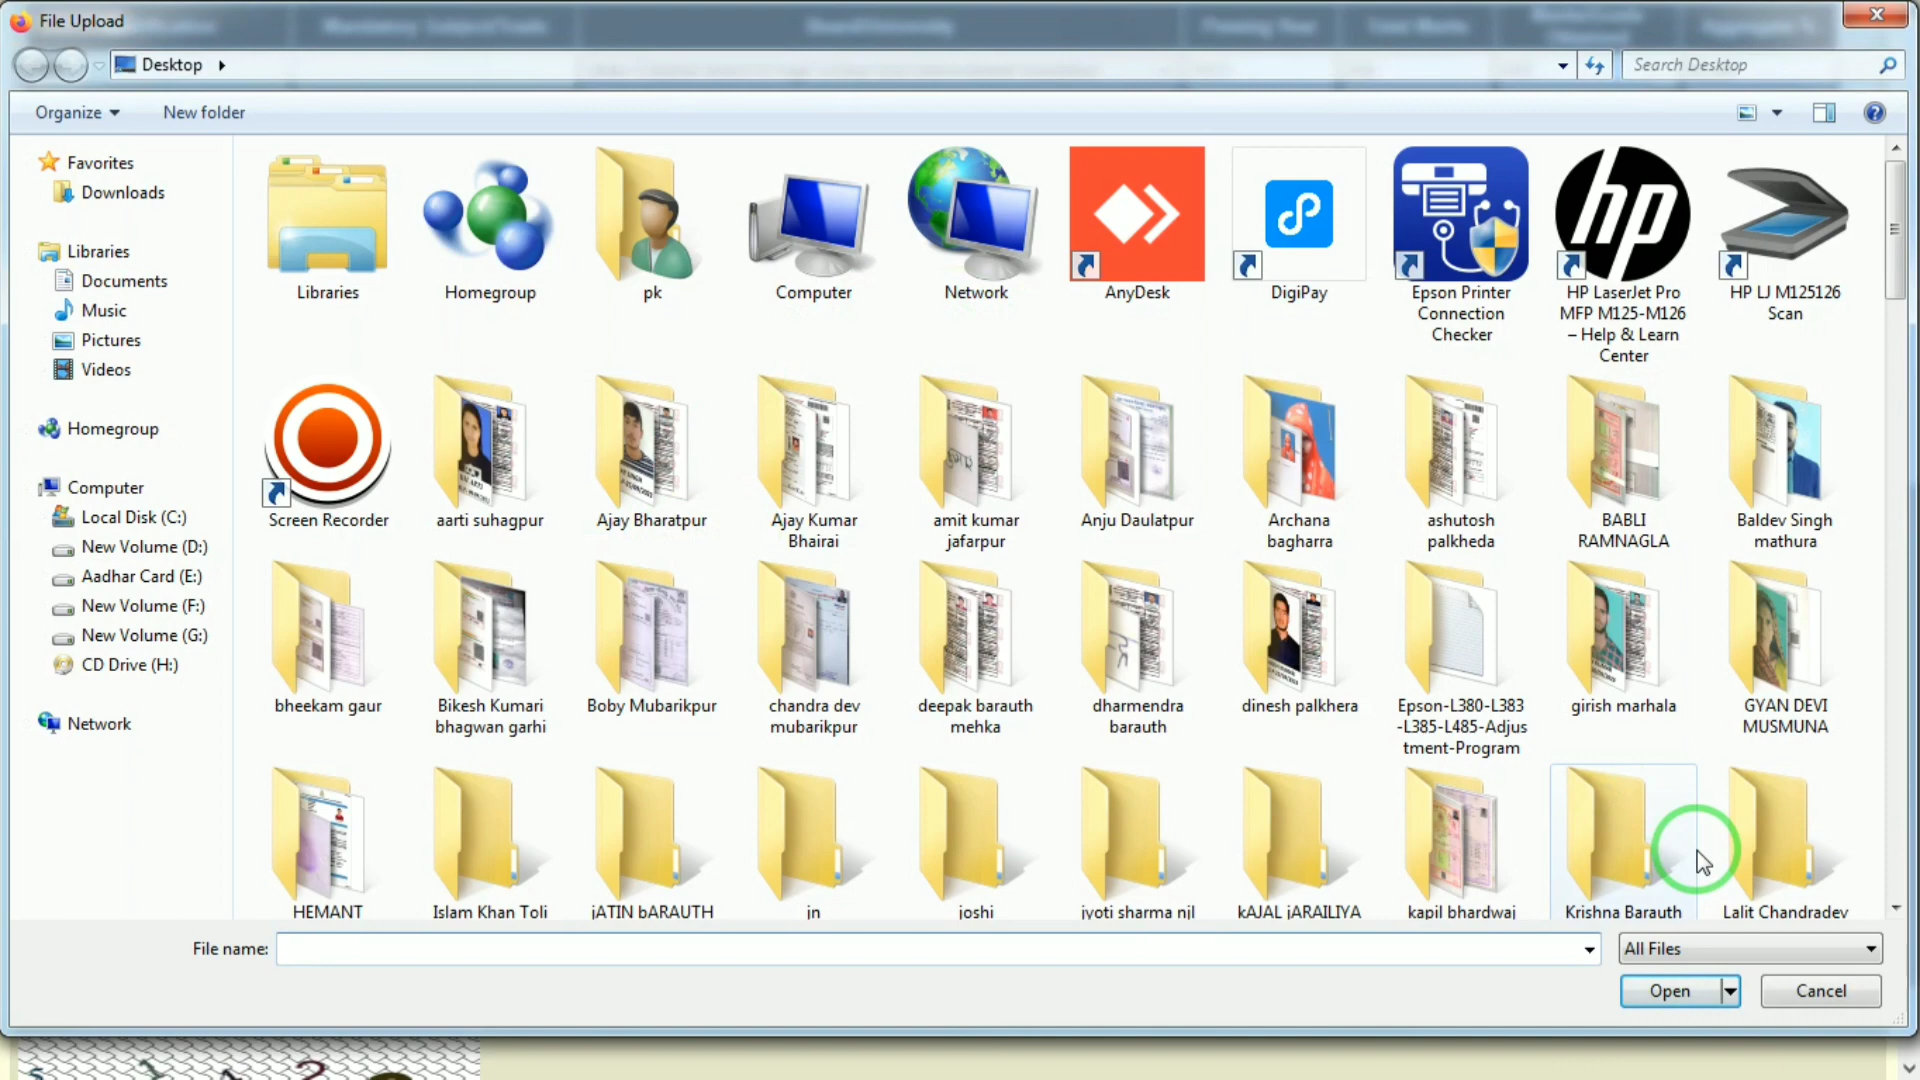 File Upload
Desktop
Search Desktop
Organize
New folder
Favorites
Downloads
Libraries
Documents
Music
Pictures
Videos
Homegroup
Computer
Local Disk (C:)
New Volume (D:)
Aadhar Card (E:)
New Volume (F:)
New Volume (G:)
CD Drive (H:)
Network
Libraries
Homegroup
pk
Computer
Network
AnyDesk
DigiPay
Epson Printer
Connection
Checker
hp
HP LaserJet Pro
MFP M125-M126
– Help & Learn
Center
HP LJ M125126
Scan
Screen Recorder
aarti suhagpur
Ajay Bharatpur
Ajay Kumar
Bhairai
amit kumar
jafarpur
Anju Daulatpur
Archana
bagharra
ashutosh
palkheda
BABLI
RAMNAGLA
Baldev Singh
mathura
bheekam gaur
Bikesh Kumari
bhagwan garhi
Boby Mubarikpur
chandra dev
mubarikpur
deepak barauth
mehka
dharmendra
barauth
dinesh palkhera
Epson-L380-L383
-L385-L485-Adjus
tment-Program
girish marhala
GYAN DEVI
MUSMUNA
HEMANT
Islam Khan Toli
jATIN bARAUTH
jn
joshi
jyoti sharma njl
kAJAL jARAILIYA
kapil bhardwaj
Krishna Barauth
Lalit Chandradev
File name:
All Files
Open
Cancel